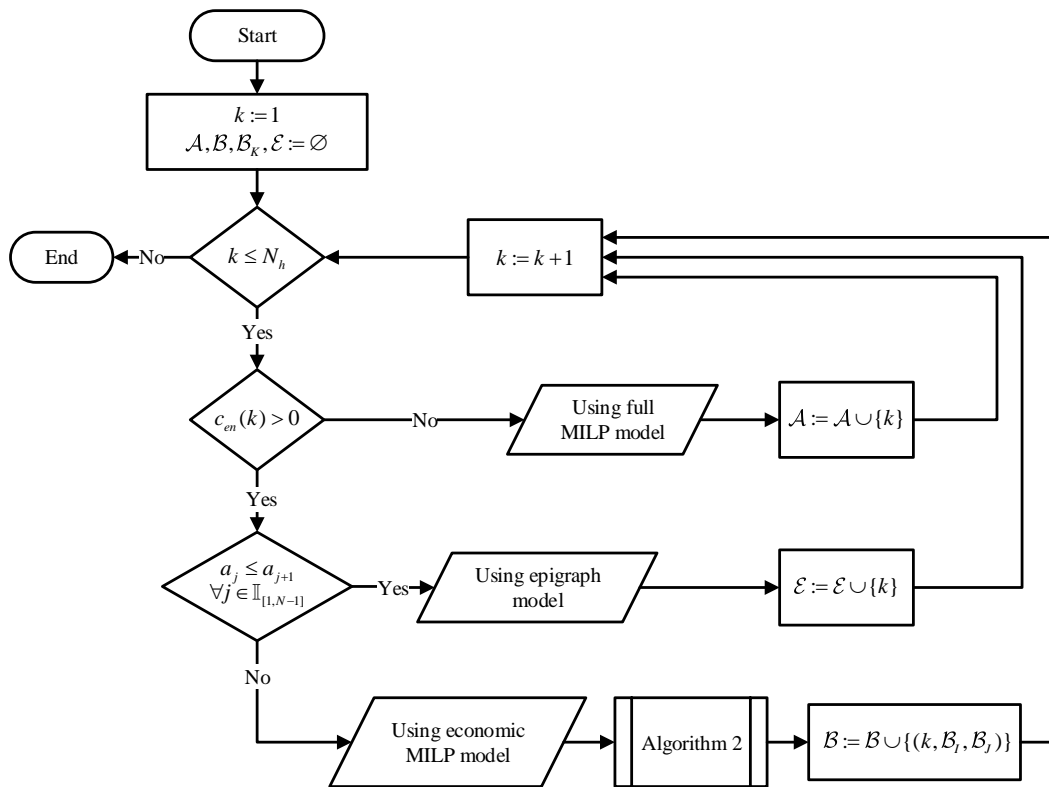 Start
k := 1
𝒜, ℬ, ℬ_K, ℰ := ∅
End
No
k ≤ N_h
k := k + 1
Yes
c_en(k) > 0
No
Using full
MILP model
𝒜 := 𝒜 ∪ {k}
Yes
a_j ≤ a_{j+1}
∀j ∈ 𝕀_[1,N−1]
Yes
Using epigraph
model
ℰ := ℰ ∪ {k}
No
Using economic
MILP model
Algorithm 2
ℬ := ℬ ∪ {(k, ℬ_I, ℬ_J)}